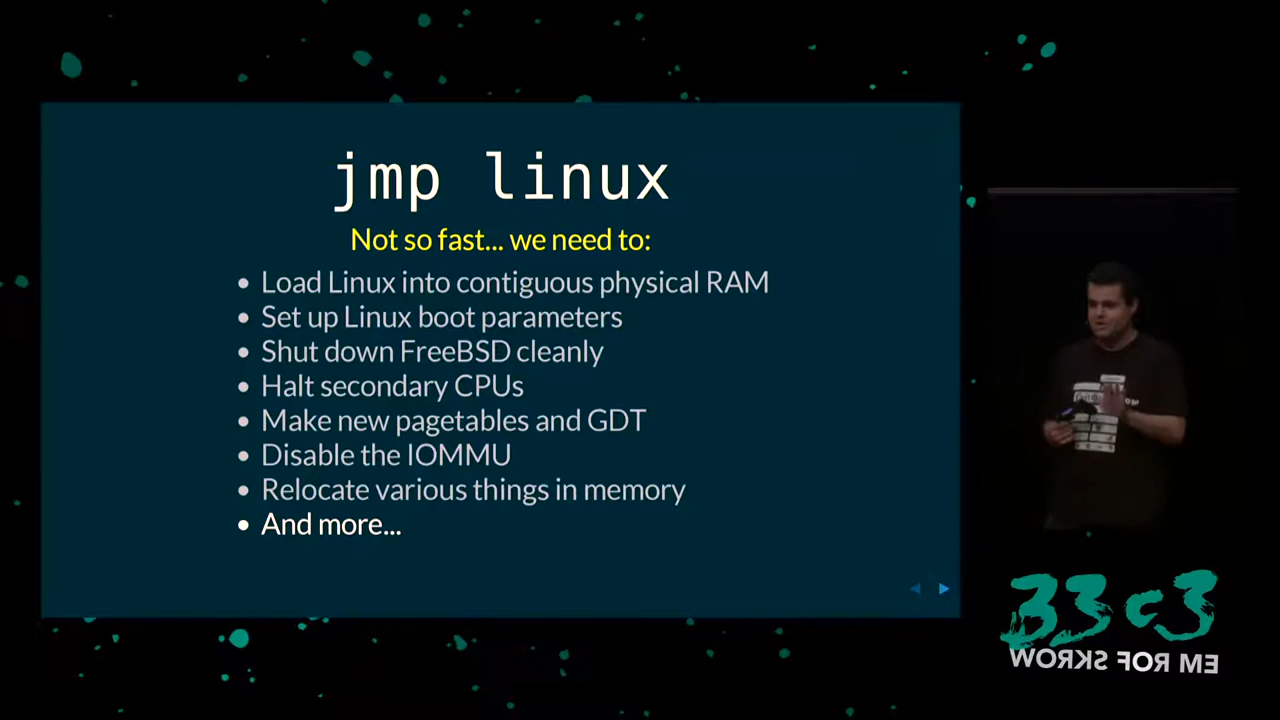 jmp linux
Not so fast... we need to:
• Load Linux into contiguous physical RAM
• Set up Linux boot parameters
• Shut down FreeBSD cleanly
• Halt secondary CPUs
• Make new pagetables and GDT
• Disable the IOMMU
• Relocate various things in memory
• And more...
33c3
WORKS FOR ME